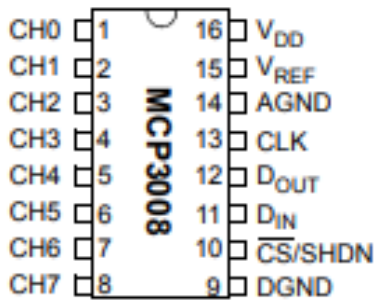 CH0 1 16 VDD
CH1 2 15 VREF
CH2 3 14 AGND
CH3 4 13 CLK
CH4 5 12 DOUT
CH5 6 11 DIN
CH6 7 10 CS/SHDN
CH7 8 9 DGND
MCP3008